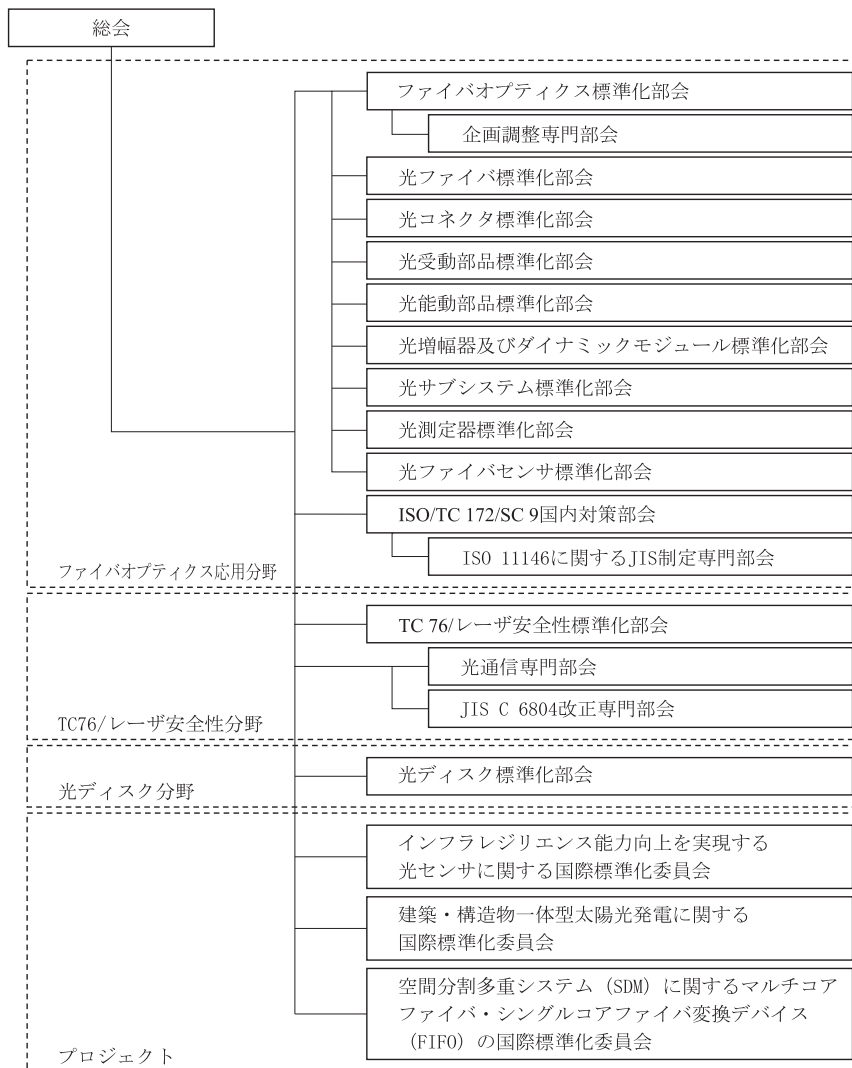 総会
ファイバオプティクス標準化部会
企画調整専門部会
光ファイバ標準化部会
光コネクタ標準化部会
光受動部品標準化部会
光能動部品標準化部会
光増幅器及びダイナミックモジュール標準化部会
光サブシステム標準化部会
光測定器標準化部会
光ファイバセンサ標準化部会
ISO/TC 172/SC 9国内対策部会
ISO 11146に関するJIS制定専門部会
ファイバオプティクス応用分野
TC 76/レーザ安全性標準化部会
光通信専門部会
JIS C 6804改正専門部会
TC76/レーザ安全性分野
光ディスク標準化部会
光ディスク分野
インフラレジリエンス能力向上を実現する
光センサに関する国際標準化委員会
建築・構造物一体型太陽光発電に関する
国際標準化委員会
空間分割多重システム（SDM）に関するマルチコア
ファイバ・シングルコアファイバ変換デバイス
（FIFO）の国際標準化委員会
プロジェクト